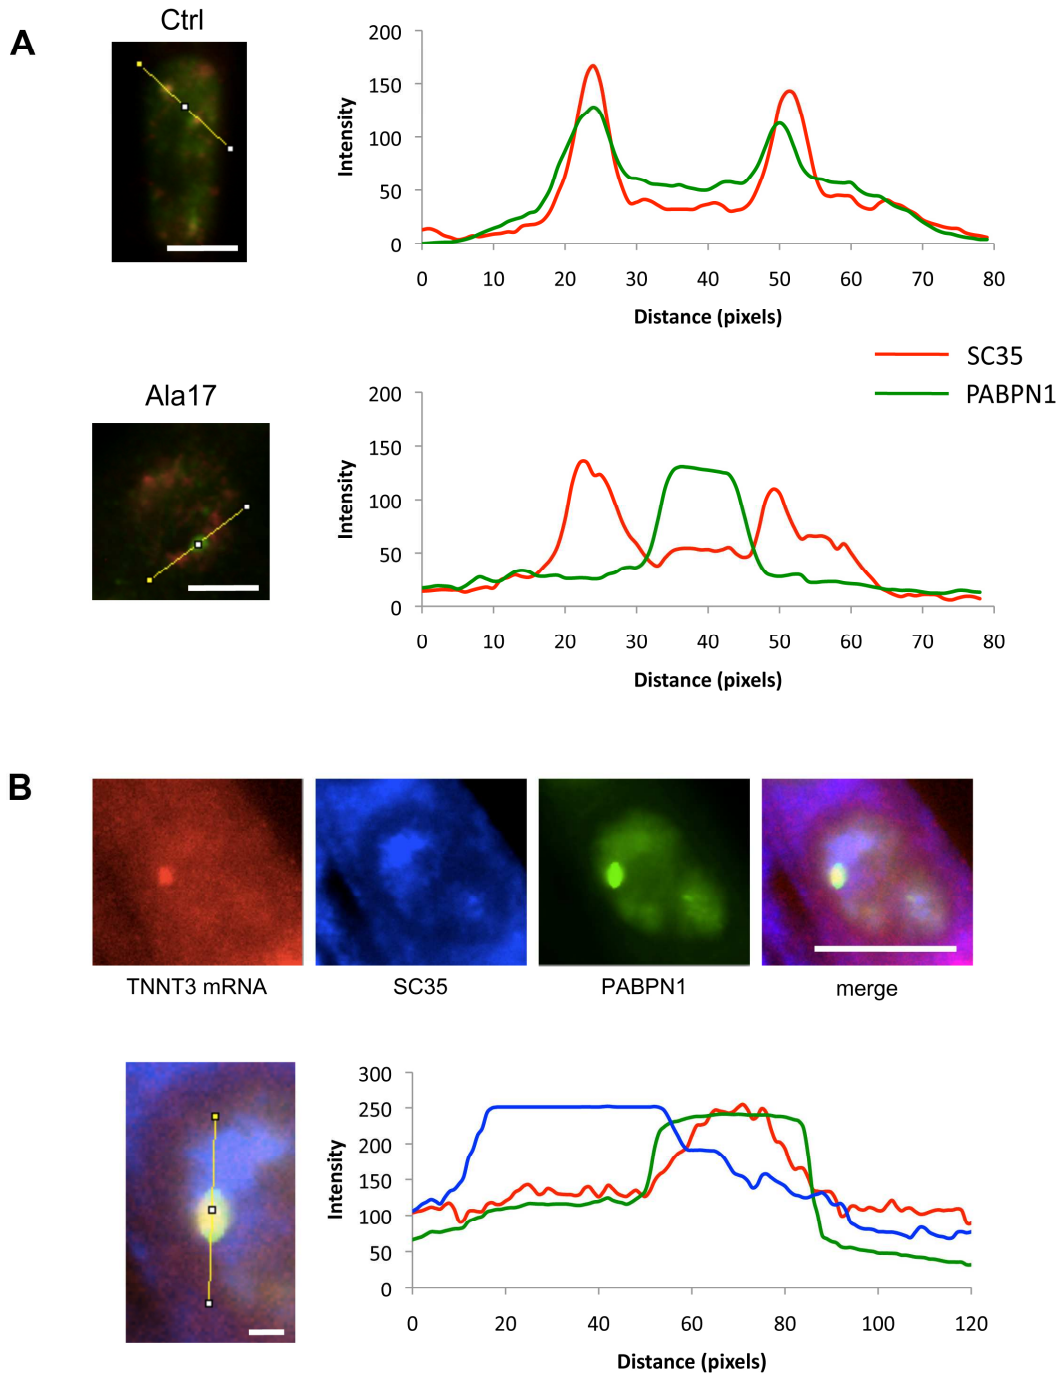 A
Ctrl
200
150
100
50
0
Intensity
0 10 20 30 40 50 60 70 80
Distance (pixels)
SC35
PABPN1
Ala17
200
150
100
50
0
Intensity
0 10 20 30 40 50 60 70 80
Distance (pixels)
B
TNNT3 mRNA SC35 PABPN1 merge
300
250
200
150
100
50
0
Intensity
0 20 40 60 80 100 120
Distance (pixels)